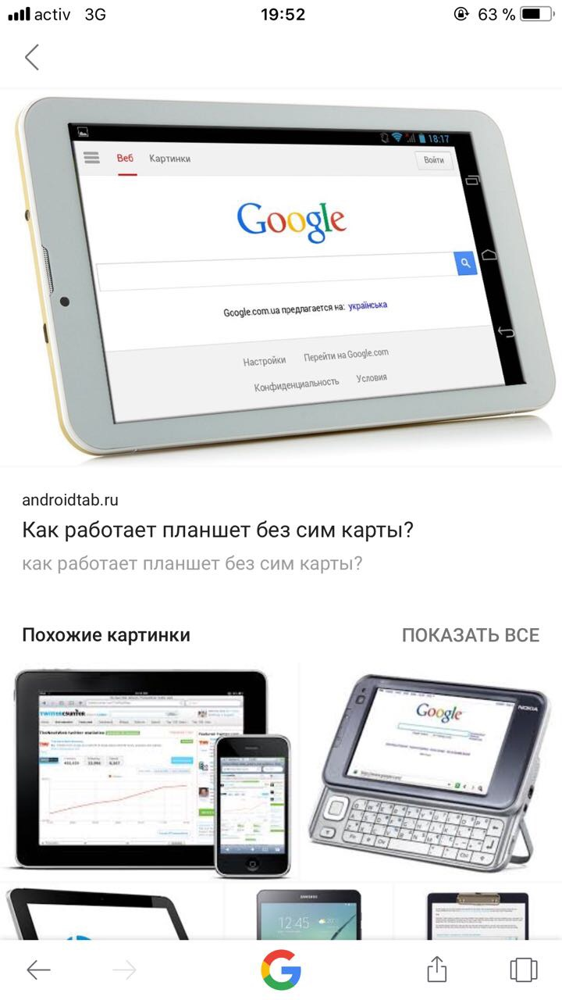 activ 3G 19:52 63 %
18:17
Веб Картинки Войти
Google
Google.com.ua предлагается на: українська
Настройки Перейти на Google.com
Конфиденциальность Условия
androidtab.ru
Как работает планшет без сим карты?
как работает планшет без сим карты?
Похожие картинки ПОКАЗАТЬ ВСЕ
TWITTERCOUNTER
NOKIA
Google
SAMSUNG
12:45